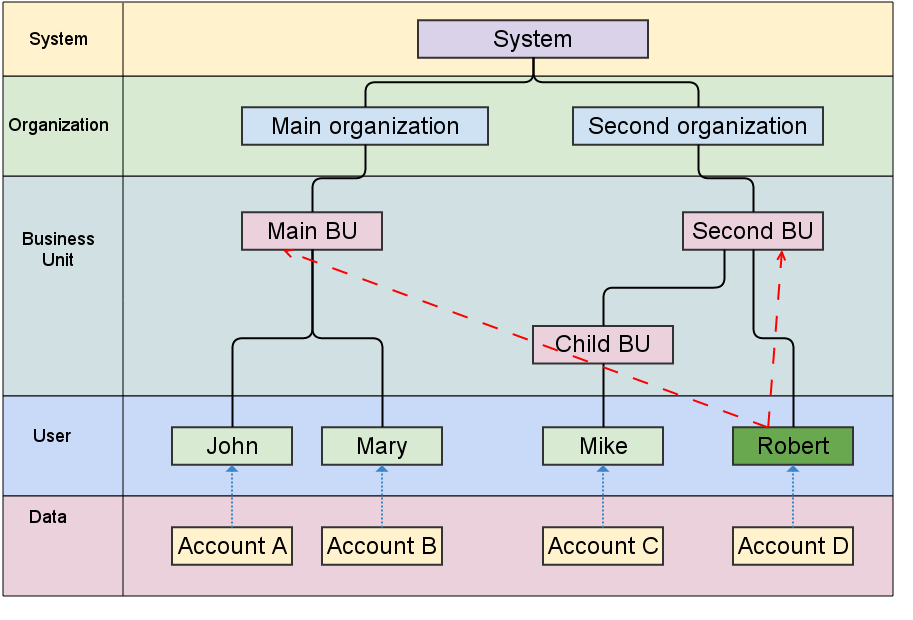 System
System
Organization
Main organization
Second organization
Business
Unit
Main BU
Second BU
Child BU
User
John
Mary
Mike
Robert
Data
Account A
Account B
Account C
Account D